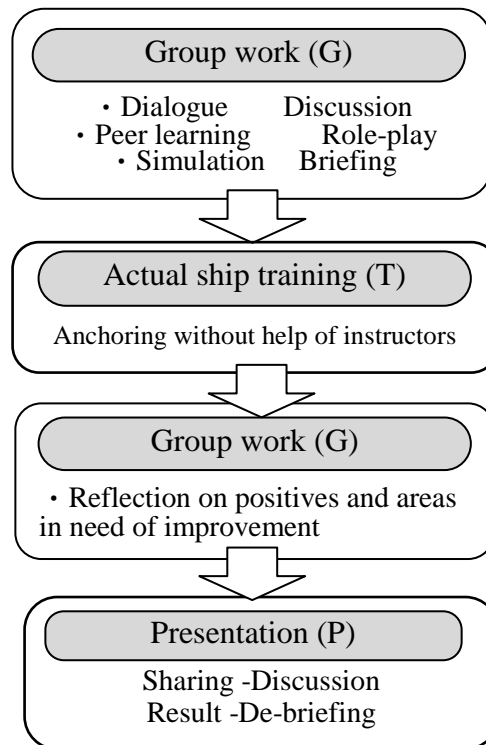 Group work (G)
・Dialogue Discussion
・Peer learning Role-play
・Simulation Briefing
Actual ship training (T)
Anchoring without help of instructors
Group work (G)
・Reflection on positives and areas
in need of improvement
Presentation (P)
Sharing -Discussion
Result -De-briefing